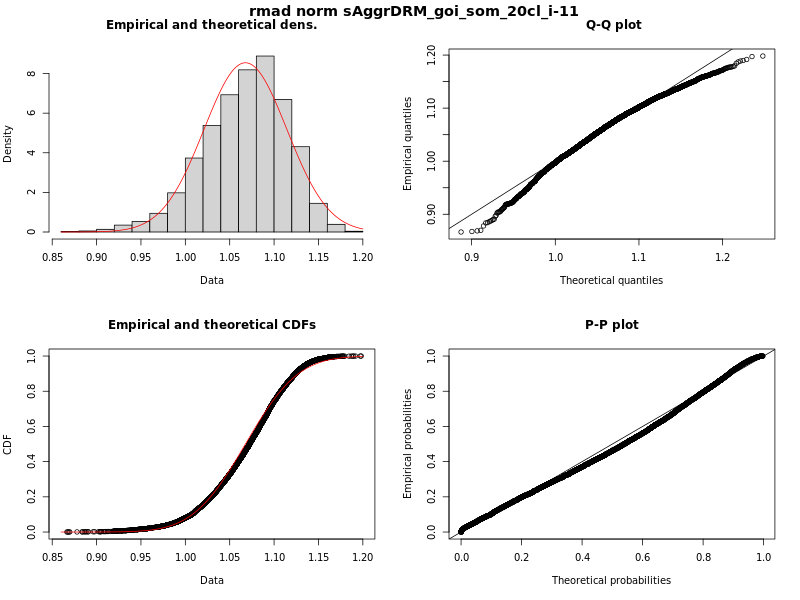 rmad norm sAggrDRM_goi_som_20cl_i-11
Empirical and theoretical dens.
Density
0 2 4 6 8
0.85 0.90 0.95 1.00 1.05 1.10 1.15 1.20
Data
Q-Q plot
Empirical quantiles
0.90 1.00 1.10 1.20
0.9 1.0 1.1 1.2
Theoretical quantiles
Empirical and theoretical CDFs
CDF
0.0 0.2 0.4 0.6 0.8 1.0
0.85 0.90 0.95 1.00 1.05 1.10 1.15 1.20
Data
P-P plot
Empirical probabilities
0.0 0.2 0.4 0.6 0.8 1.0
0.0 0.2 0.4 0.6 0.8 1.0
Theoretical probabilities